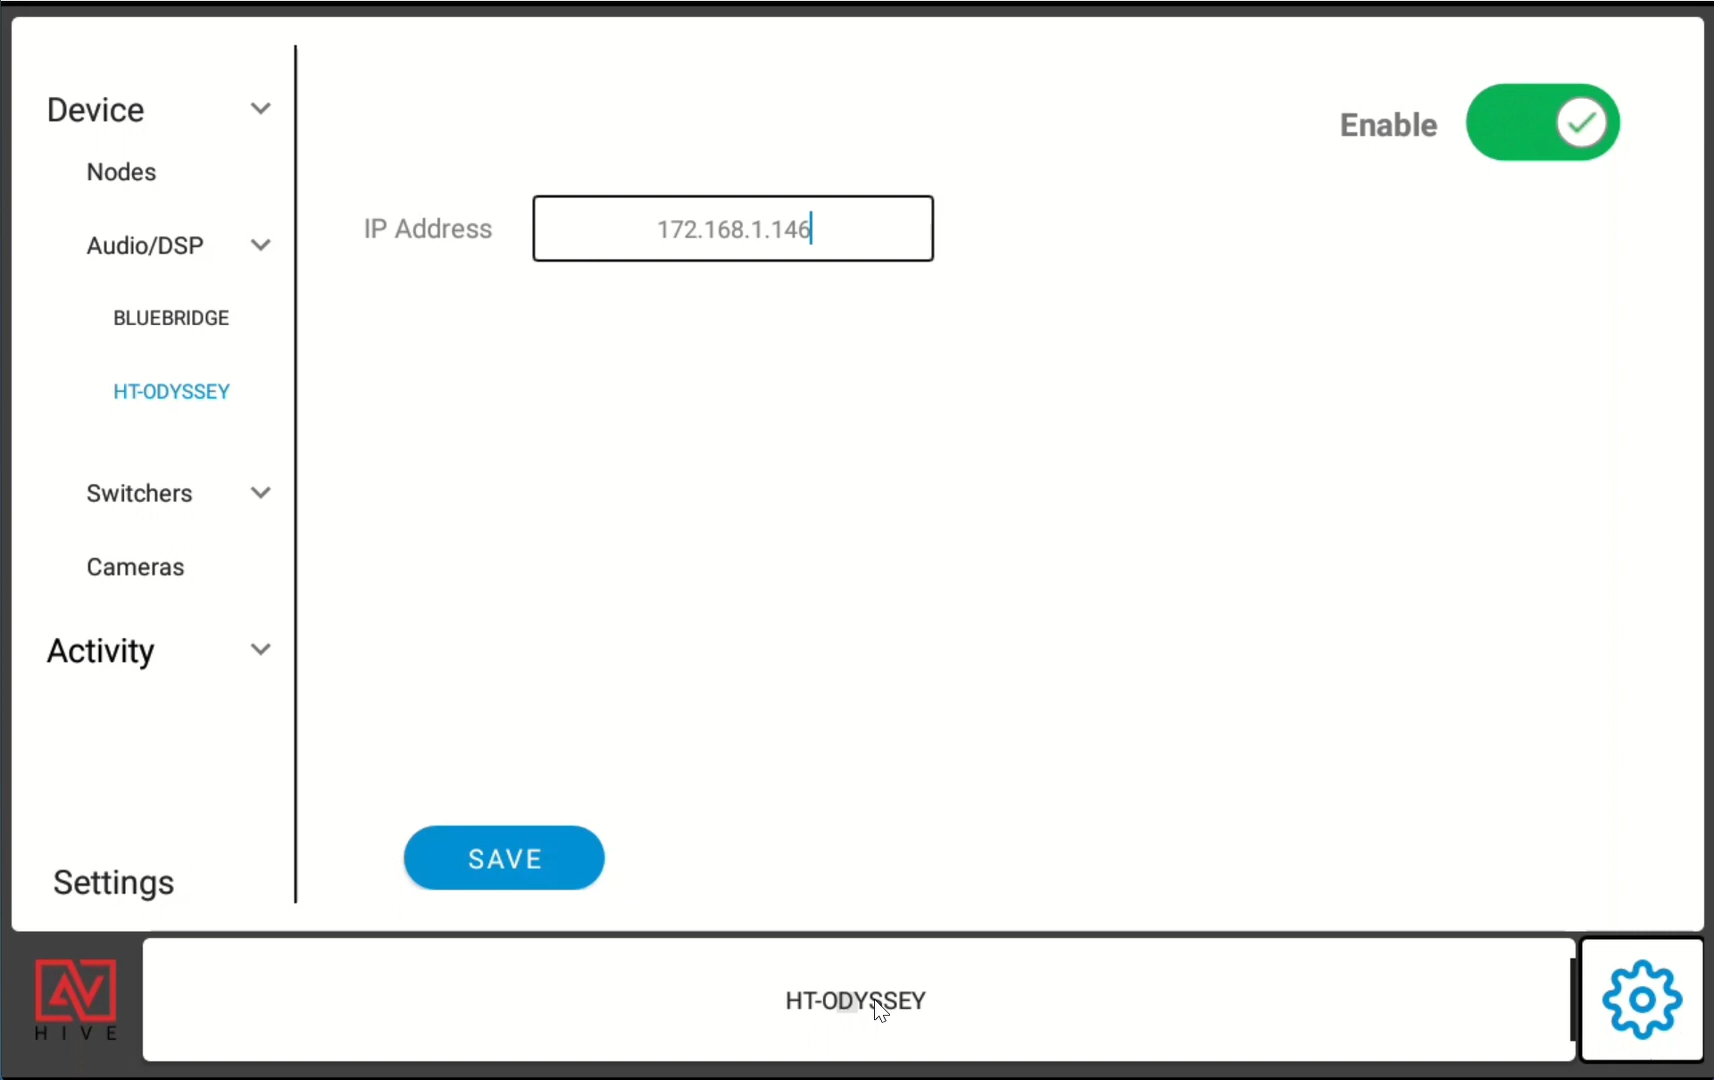 Device
Nodes
Audio/DSP
BLUEBRIDGE
HT-ODYSSEY
Switchers
Cameras
Activity
Settings
Enable
IP Address
172.168.1.146
SAVE
AV
HIVE
HT-ODYSSEY